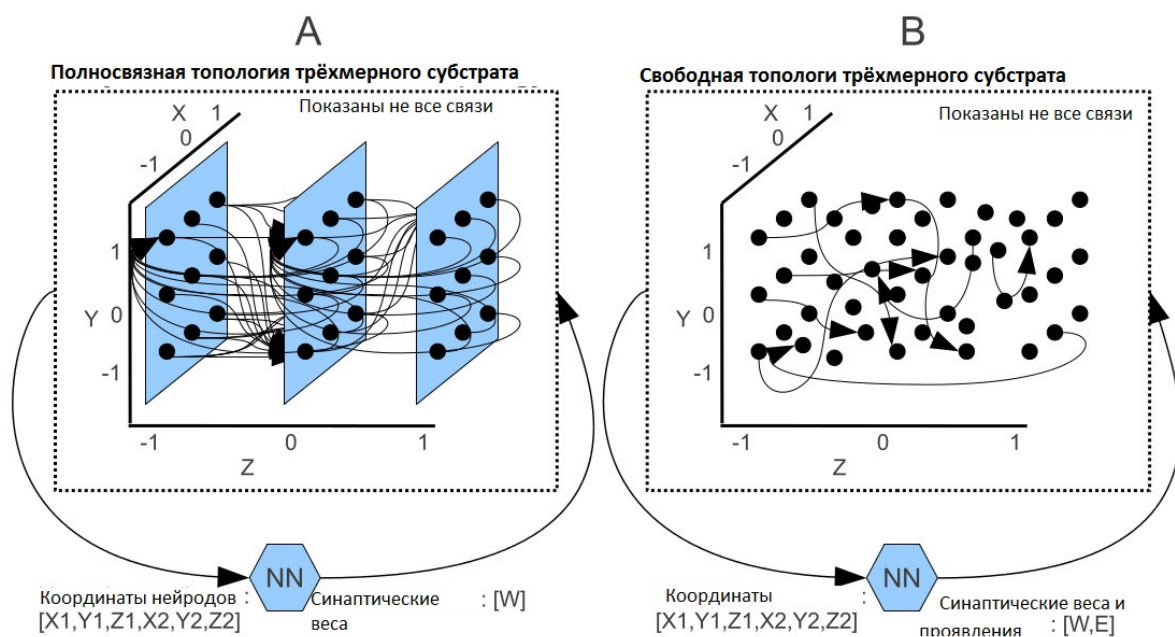 A
Полносвязная топология трёхмерного субстрата
Показаны не все связи
X
1
0
-1
1
Y 0
-1
-1 0 1
Z
NN
Координаты нейродов :
[X1,Y1,Z1,X2,Y2,Z2]
Синаптические : [W]
веса
B
Свободная топологи трёхмерного субстрата
Показаны не все связи
X
1
0
-1
1
Y 0
-1
-1 0 1
Z
NN
Координаты :
[X1,Y1,Z1,X2,Y2,Z2]
Синаптические веса и
проявления : [W,E]